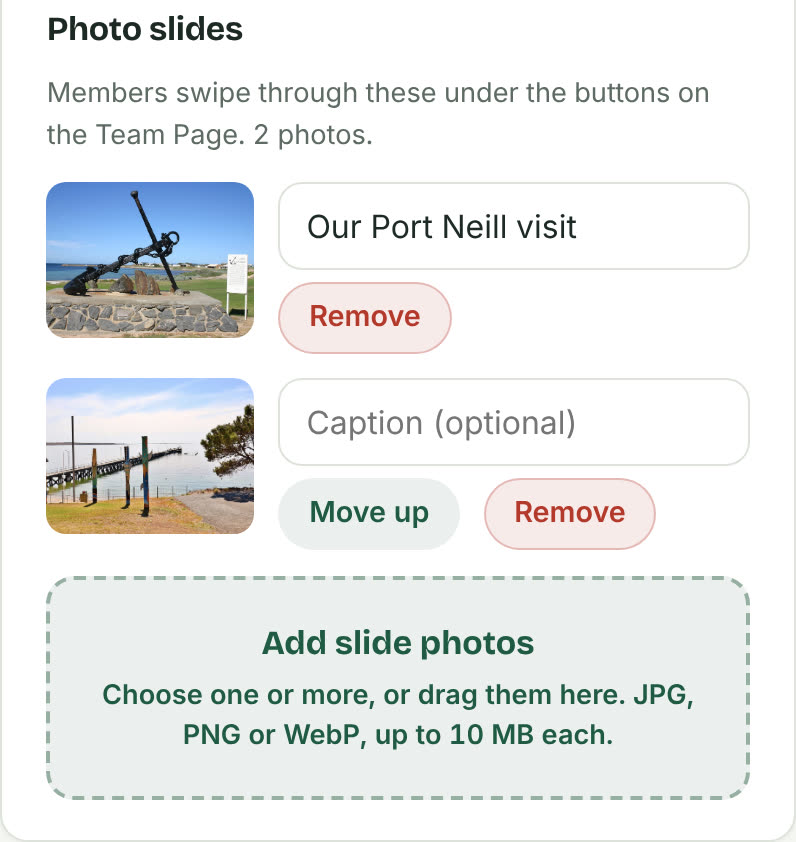 Photo slides
Members swipe through these under the buttons on
the Team Page. 2 photos.
Our Port Neill visit
Remove
Caption (optional)
Move up
Remove
Add slide photos
Choose one or more, or drag them here. JPG,
PNG or WebP, up to 10 MB each.